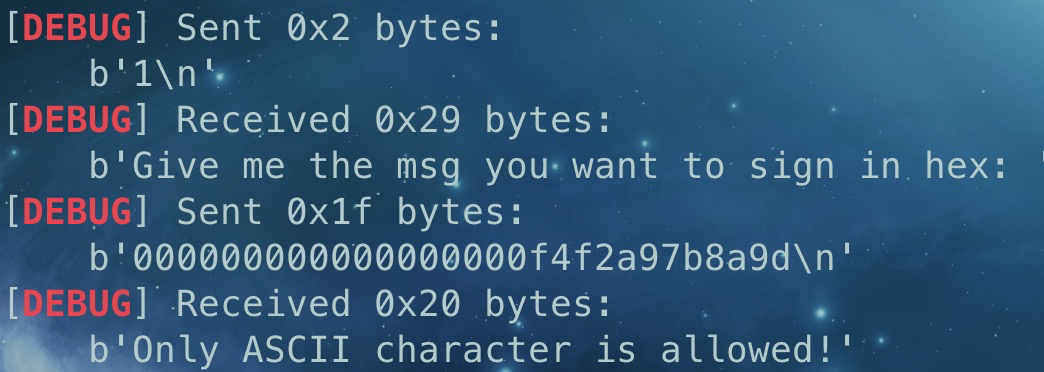 [DEBUG] Sent 0x2 bytes:
b'1\n'
[DEBUG] Received 0x29 bytes:
b'Give me the msg you want to sign in hex: '
[DEBUG] Sent 0x1f bytes:
b'000000000000000000f4f2a97b8a9d\n'
[DEBUG] Received 0x20 bytes:
b'Only ASCII character is allowed!'